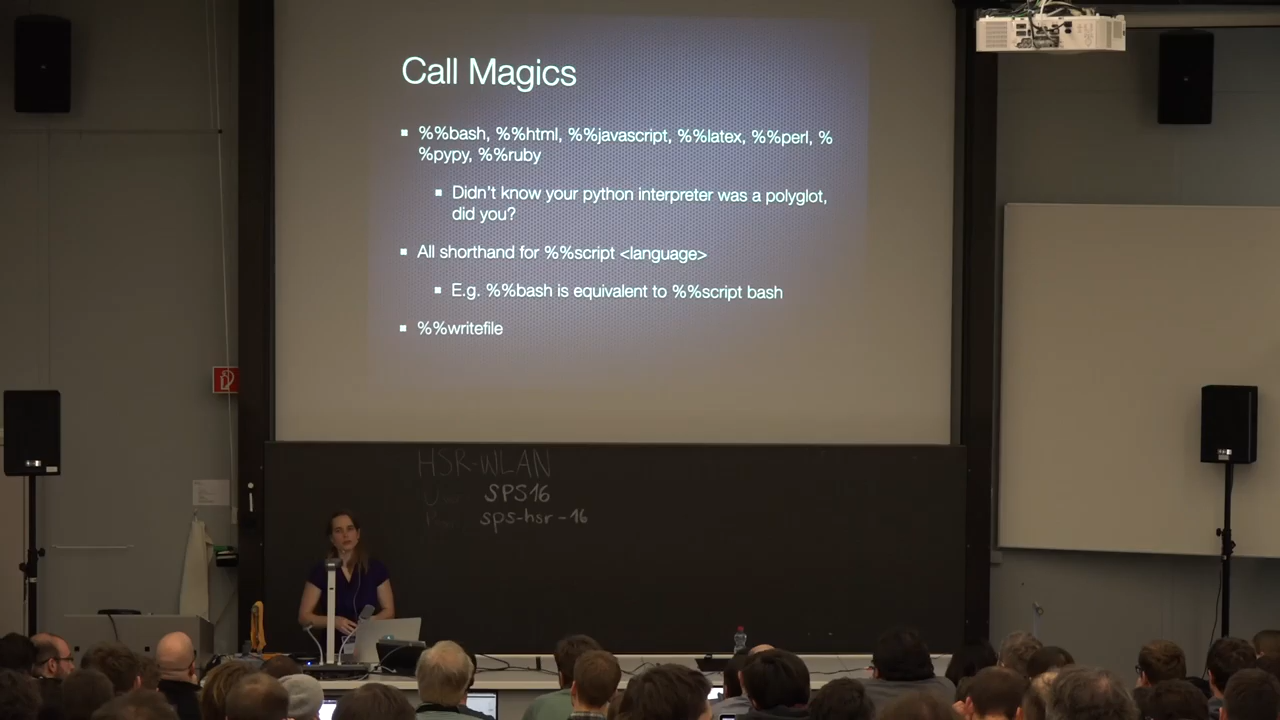 Call Magics
%%bash, %%html, %%javascript, %%latex, %%perl, %
%pypy, %%ruby
Didn't know your python interpreter was a polyglot,
did you?
All shorthand for %%script <language>
E.g. %%bash is equivalent to %%script bash
%%writefile
HSR-WLAN
SPS16
sps-hsr-16